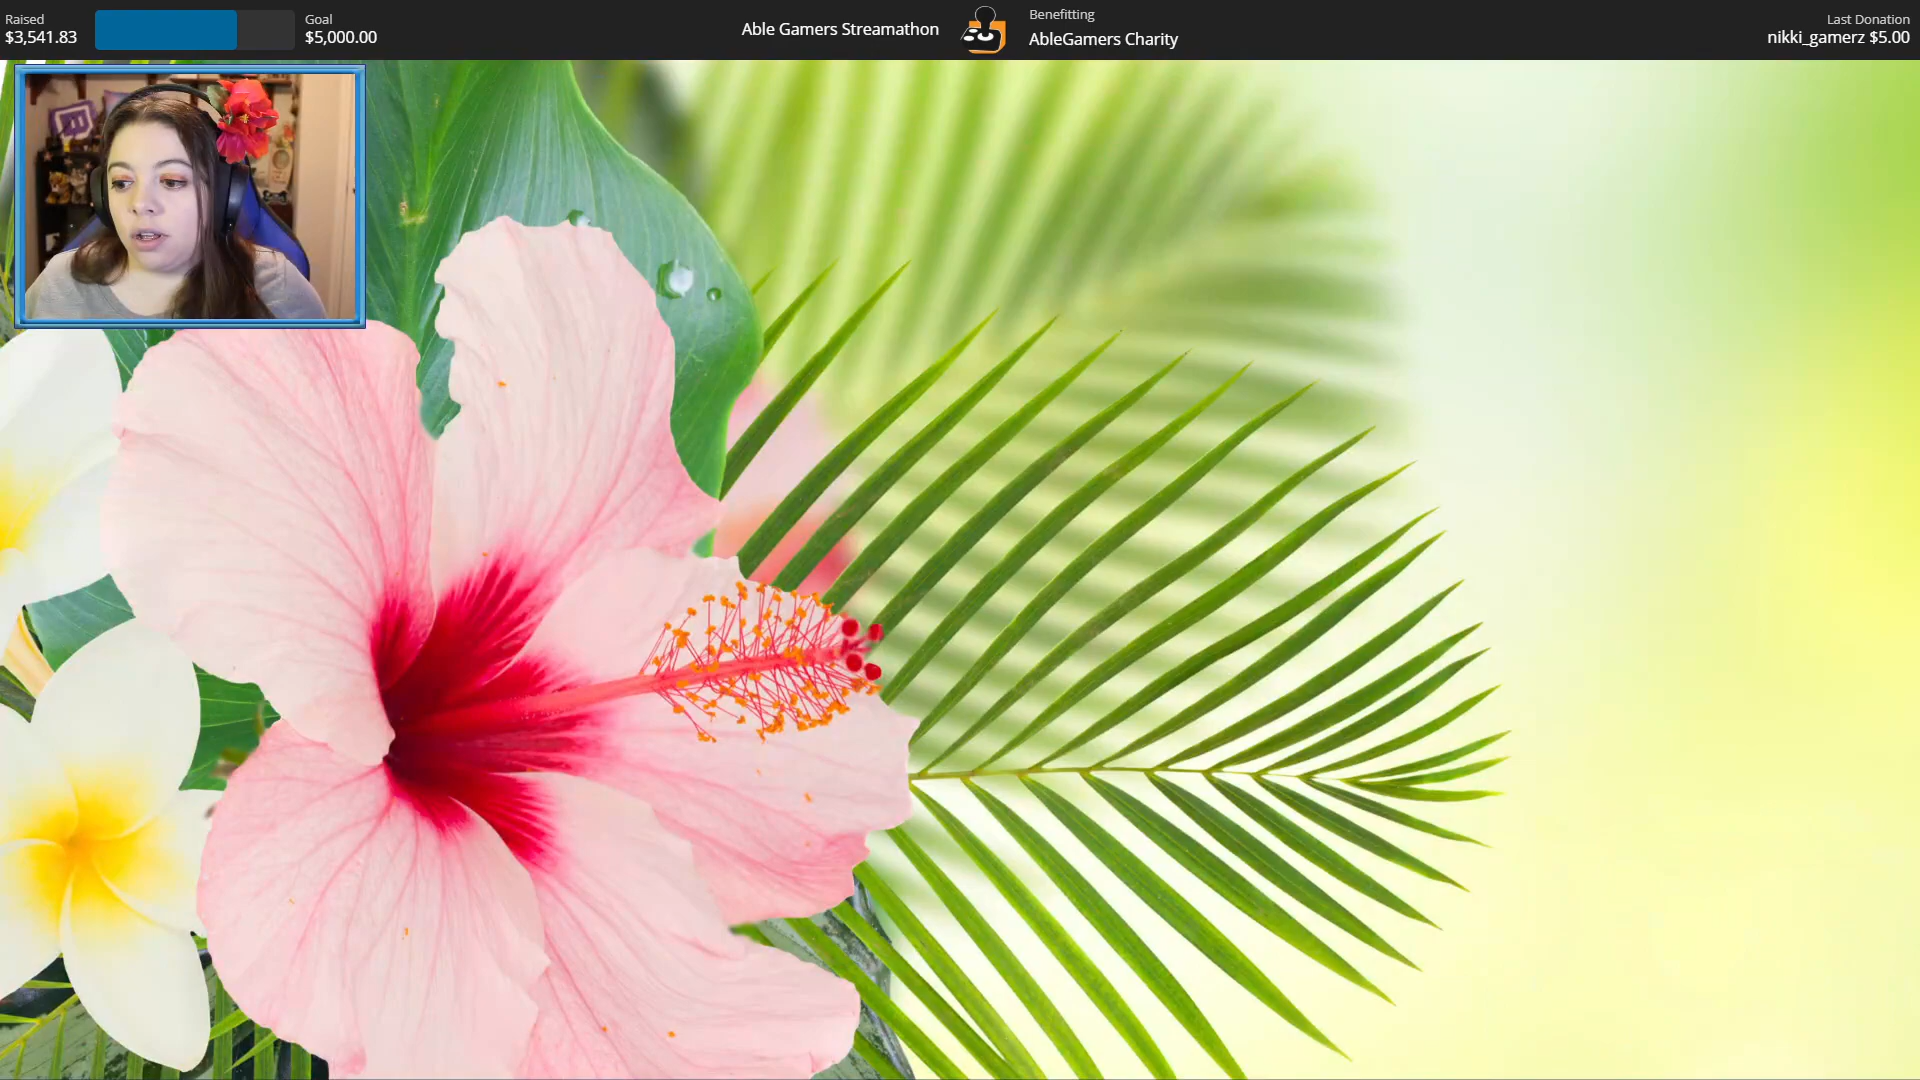 Raised
$3,541.83
Goal
$5,000.00
Able Gamers Streamathon
Benefitting
AbleGamers Charity
Last Donation
nikki_gamerz $5.00